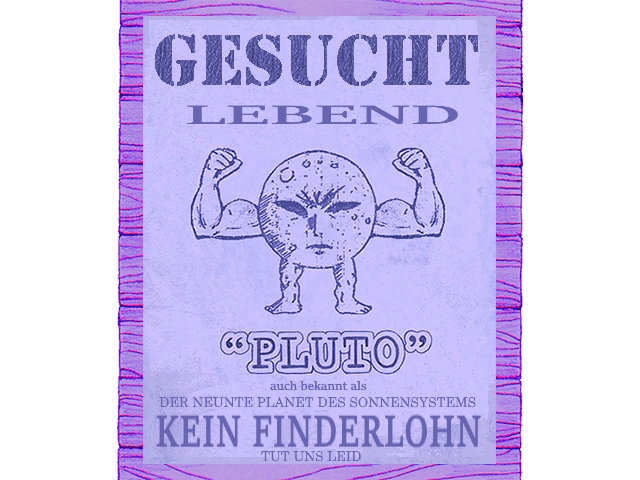 GESUCHT
LEBEND
“PLUTO”
auch bekannt als
DER NEUNTE PLANET DES SONNENSYSTEMS
KEIN FINDERLOHN
TUT UNS LEID